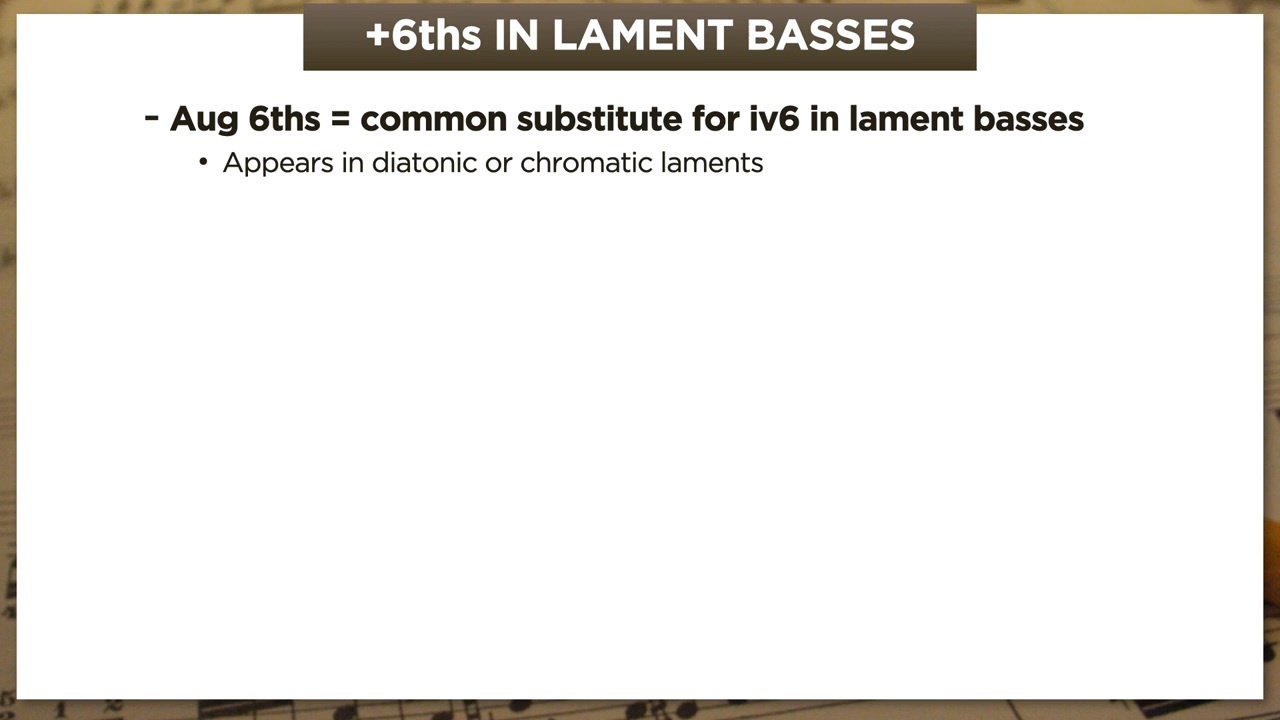 +6ths IN LAMENT BASSES
– Aug 6ths = common substitute for iv6 in lament basses
• Appears in diatonic or chromatic laments